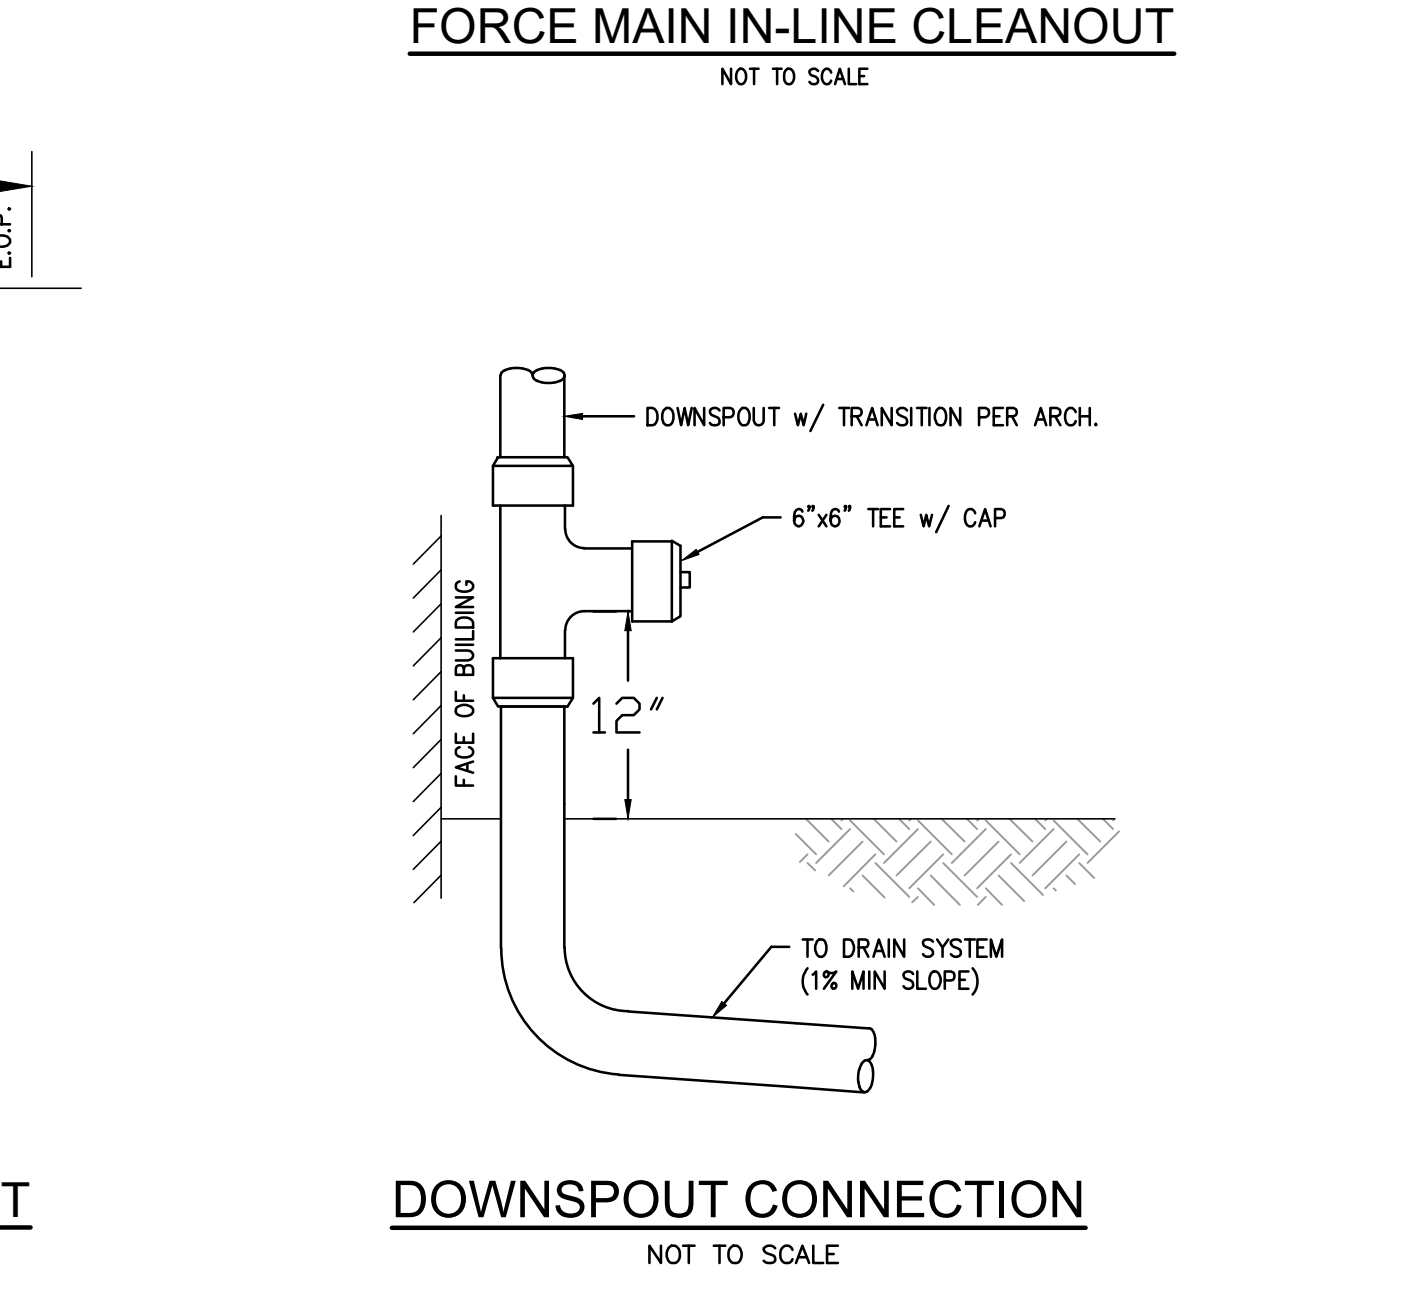 FORCE MAIN IN-LINE CLEANOUT
NOT TO SCALE
E.O.P.
DOWNSPOUT w/ TRANSITION PER ARCH.
6”x6” TEE w/ CAP
FACE OF BUILDING
12”
TO DRAIN SYSTEM
(1% MIN SLOPE)
T
DOWNSPOUT CONNECTION
NOT TO SCALE